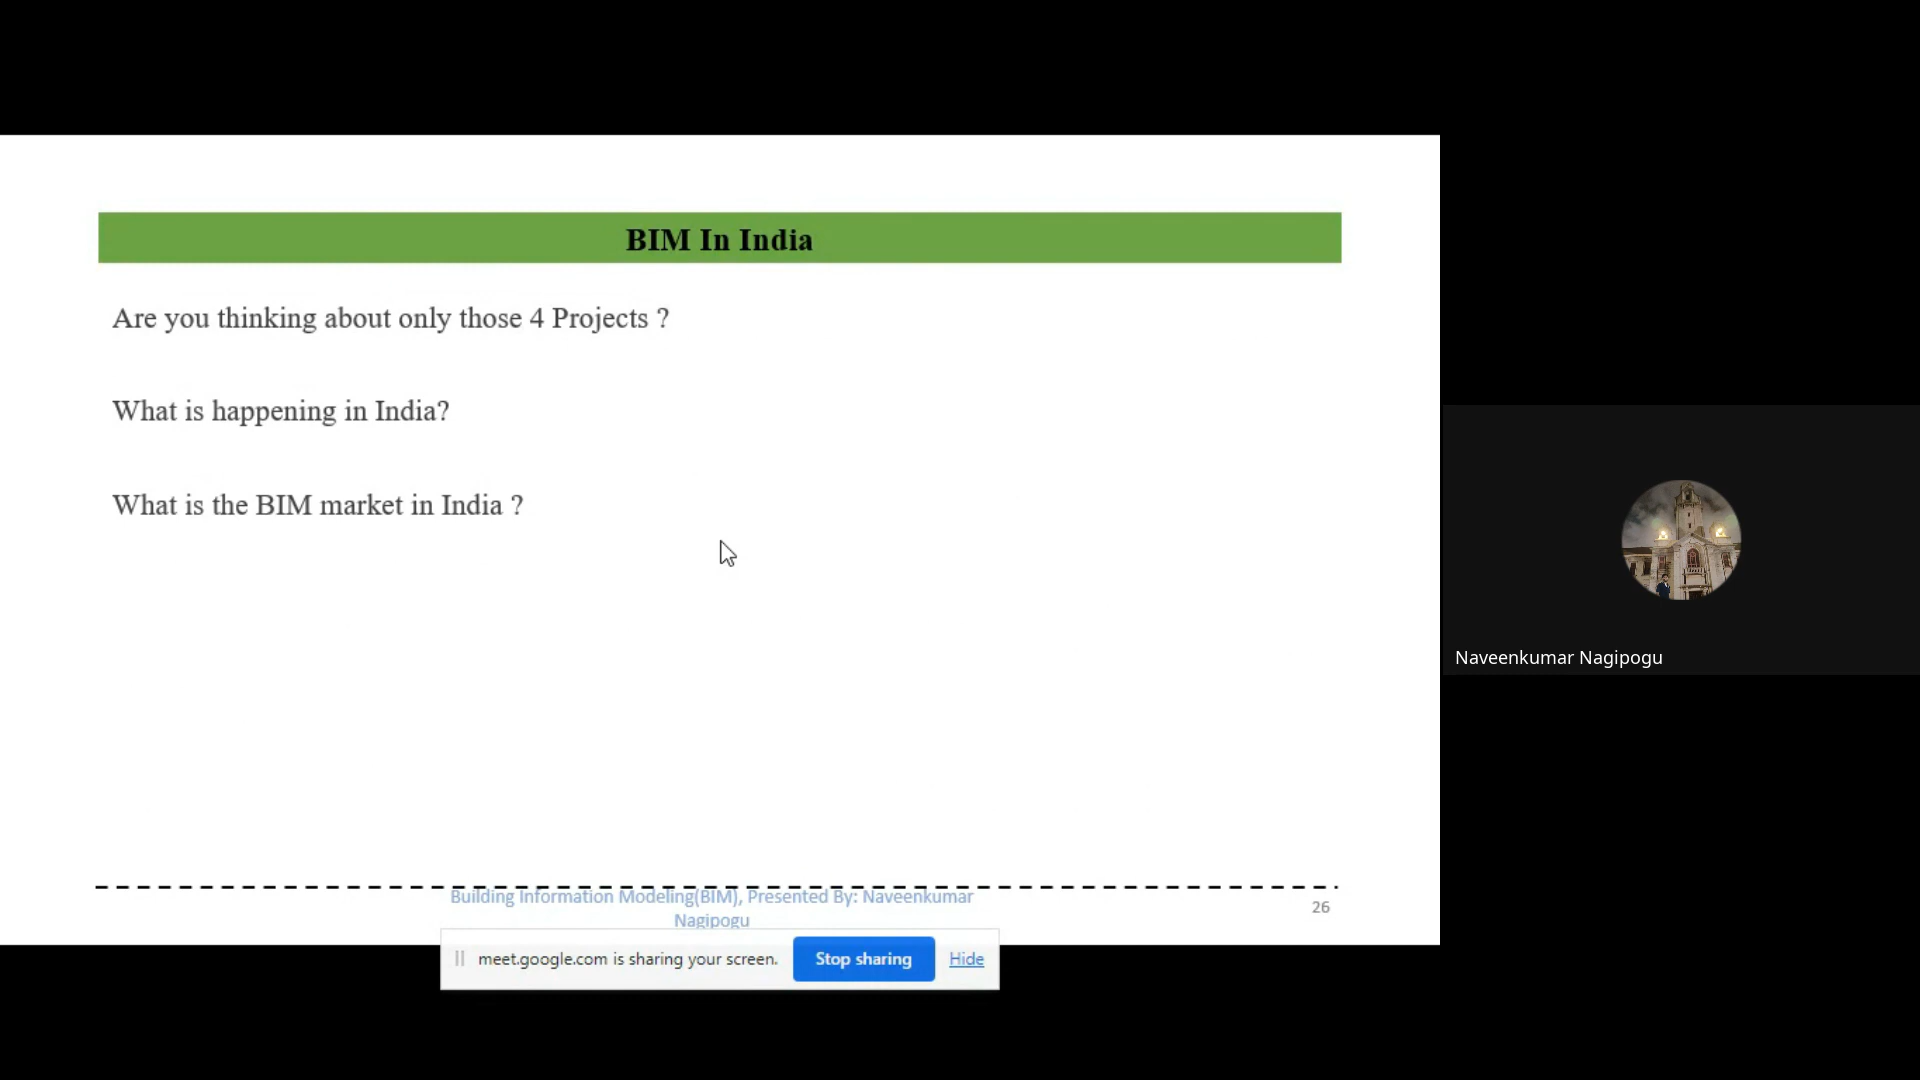 BIM In India
Are you thinking about only those 4 Projects ?
What is happening in India?
What is the BIM market in India ?
Building Information Modeling(BIM), Presented By: Naveenkumar
Nagipogu
26
meet.google.com is sharing your screen.
Stop sharing
Hide
Naveenkumar Nagipogu